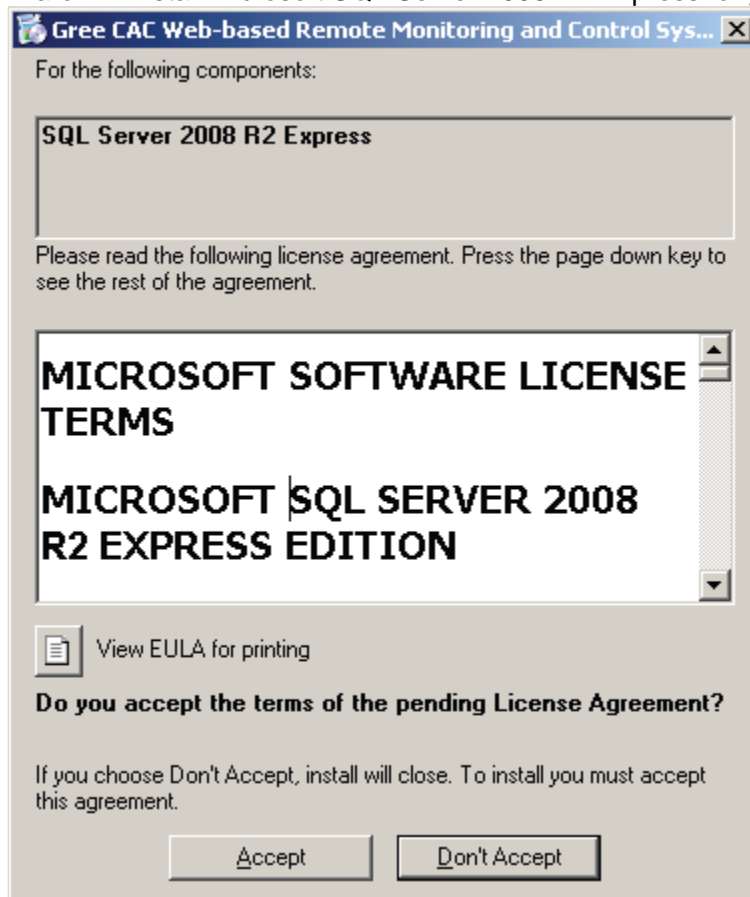 Gree CAC Web-based Remote Monitoring and Control Sys...
For the following components:
SQL Server 2008 R2 Express
Please read the following license agreement. Press the page down key to
see the rest of the agreement.
MICROSOFT SOFTWARE LICENSE
TERMS
MICROSOFT SQL SERVER 2008
R2 EXPRESS EDITION
View EULA for printing
Do you accept the terms of the pending License Agreement?
If you choose Don't Accept, install will close. To install you must accept
this agreement.
Accept
Don't Accept